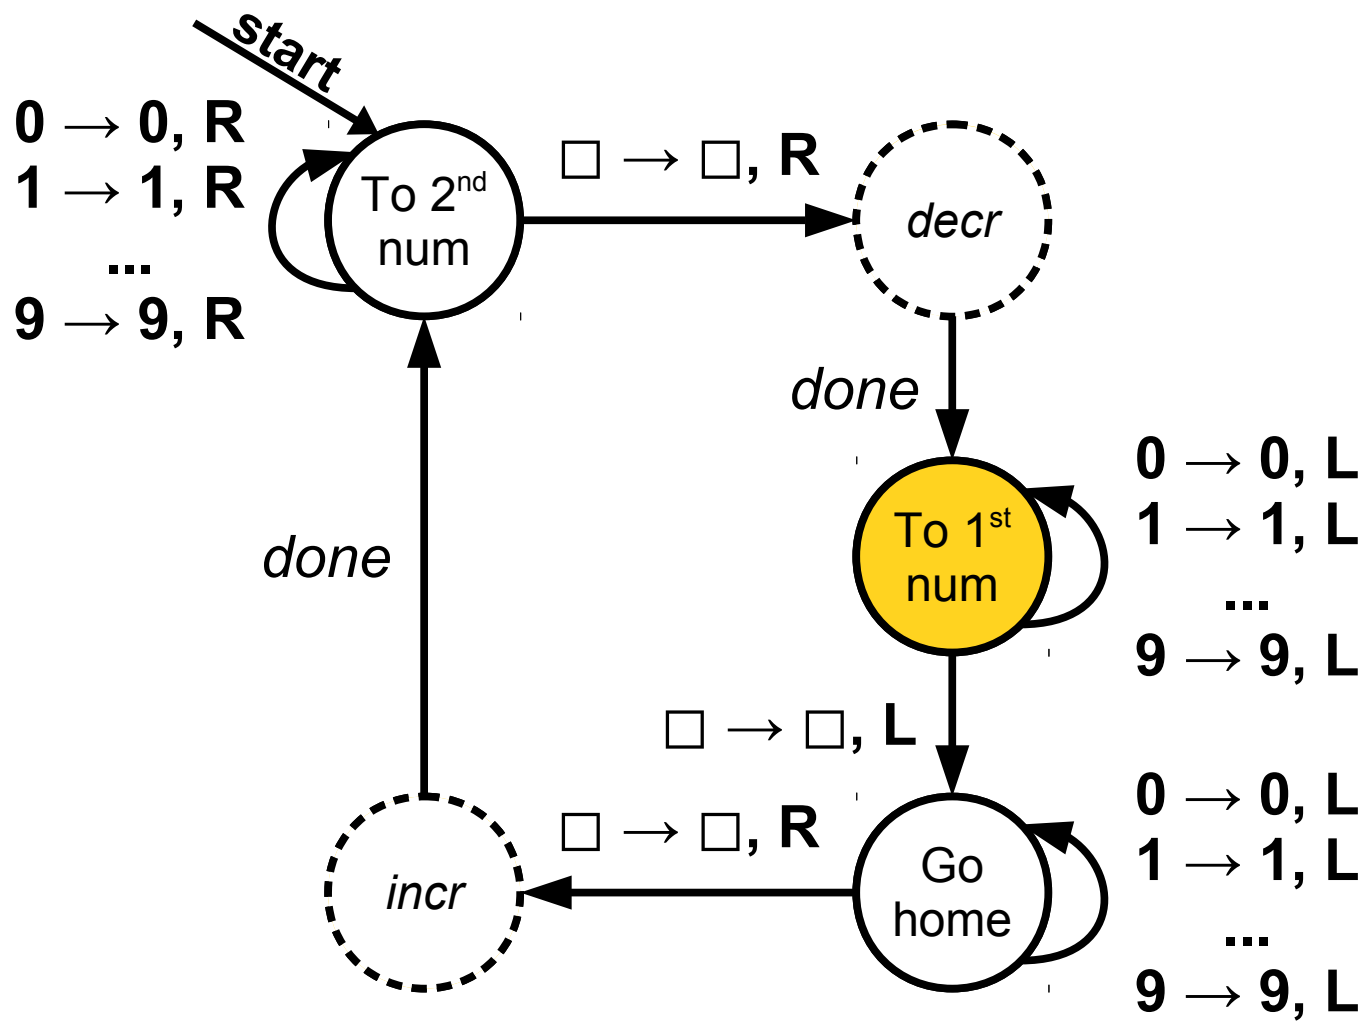 start
0 → 0, R
1 → 1, R
...
9 → 9, R
To 2nd
num
□ → □, R
decr
done
To 1st
num
0 → 0, L
1 → 1, L
...
9 → 9, L
done
□ → □, L
□ → □, R
incr
Go
home
0 → 0, L
1 → 1, L
...
9 → 9, L